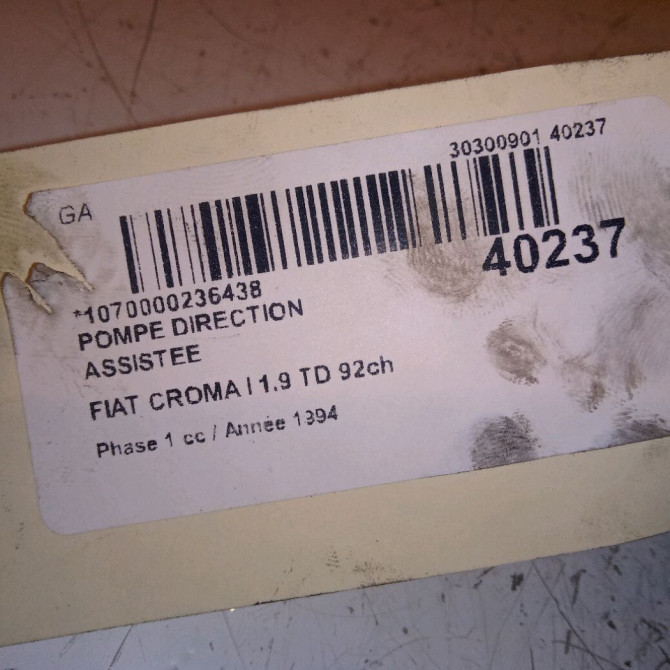 30300901 40237
GA
40237
*1070000236438
POMPE DIRECTION
ASSISTEE
FIAT CROMA I 1.9 TD 92ch
Phase 1 cc / Année 1994